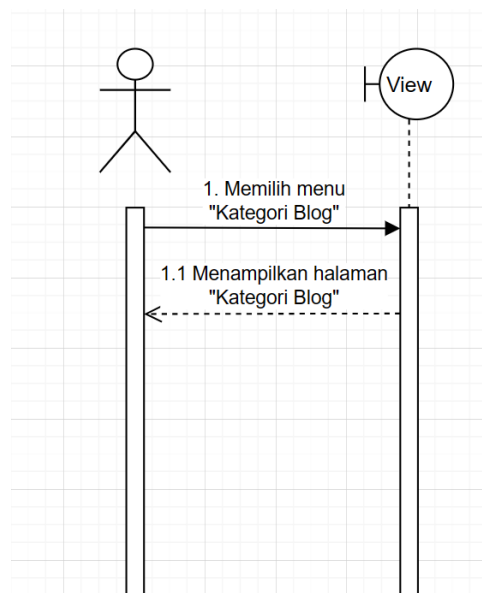 View
1. Memilih menu
"Kategori Blog"
1.1 Menampilkan halaman
"Kategori Blog"